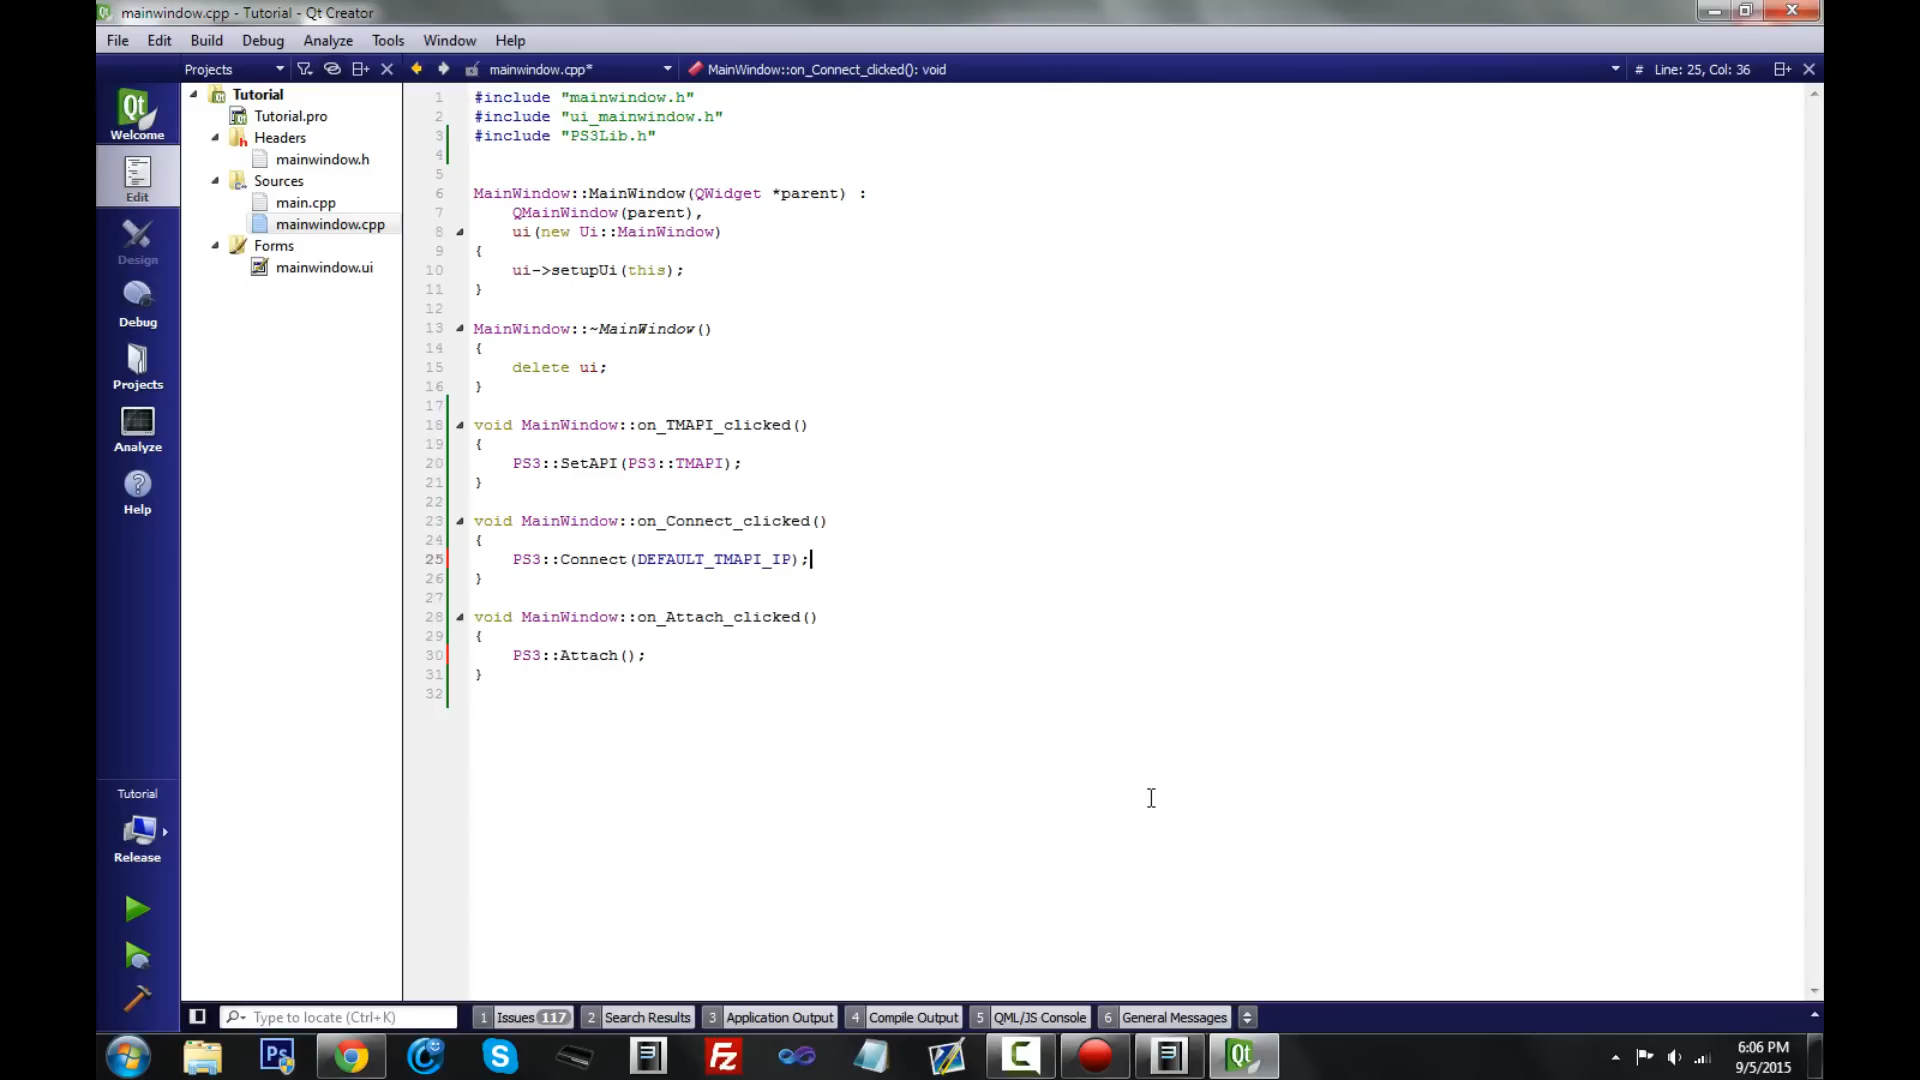 mainwindow.cpp - Tutorial - Qt Creator
File Edit Build Debug Analyze Tools Window Help
Projects mainwindow.cpp* MainWindow::on_Connect_clicked(): void # Line: 25, Col: 36
Welcome
Edit
Design
Debug
Projects
Analyze
Help
Tutorial
Release
Tutorial
Tutorial.pro
Headers
mainwindow.h
Sources
main.cpp
mainwindow.cpp
Forms
mainwindow.ui
1 #include "mainwindow.h"
2 #include "ui_mainwindow.h"
3 #include "PS3Lib.h"
4
5
6 MainWindow::MainWindow(QWidget *parent) :
7 QMainWindow(parent),
8 ui(new Ui::MainWindow)
9 {
10 ui->setupUi(this);
11 }
12
13 MainWindow::~MainWindow()
14 {
15 delete ui;
16 }
17
18 void MainWindow::on_TMAPI_clicked()
19 {
20 PS3::SetAPI(PS3::TMAPI);
21 }
22
23 void MainWindow::on_Connect_clicked()
24 {
25 PS3::Connect(DEFAULT_TMAPI_IP);
26 }
27
28 void MainWindow::on_Attach_clicked()
29 {
30 PS3::Attach();
31 }
32
Type to locate (Ctrl+K) 1 Issues 117 2 Search Results 3 Application Output 4 Compile Output 5 QML/JS Console 6 General Messages
6:06 PM
9/5/2015